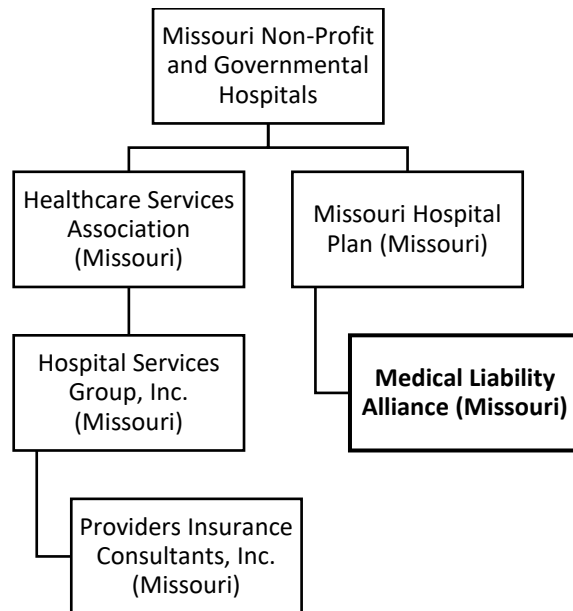 Missouri Non-Profit
and Governmental
Hospitals
Healthcare Services
Association
(Missouri)
Missouri Hospital
Plan (Missouri)
Hospital Services
Group, Inc.
(Missouri)
Medical Liability
Alliance (Missouri)
Providers Insurance
Consultants, Inc.
(Missouri)